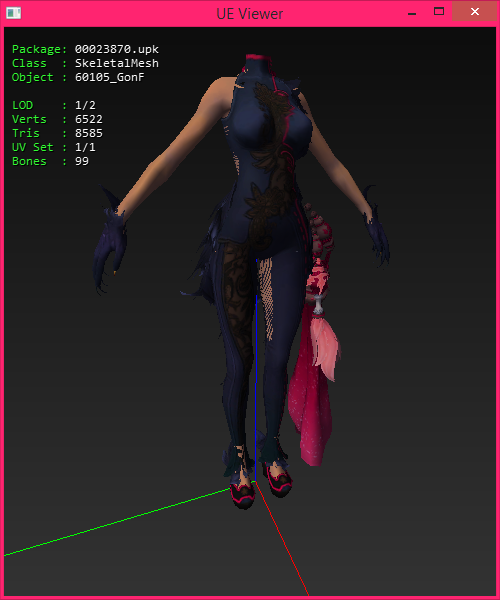 UE Viewer
Package: 00023870.upk
Class  : SkeletalMesh
Object : 60105_GonF
LOD    : 1/2
Verts  : 6522
Tris   : 8585
UV Set : 1/1
Bones  : 99